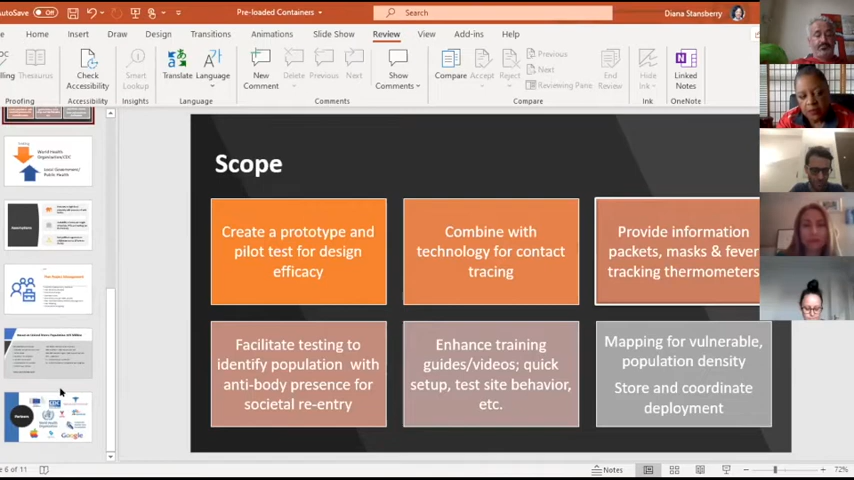 AutoSave Off
Pre-loaded Containers
Search
Diana Stansberry
Home Insert Draw Design Transitions Animations Slide Show Review View Add-ins Help
Thesaurus
Check Accessibility
Smart Lookup
Translate Language
New Comment
Delete Previous Next
Show Comments
Compare Accept Reject
Previous
Next
Reviewing Pane
End Review
Hide Ink
Linked Notes
Proofing Accessibility Insights Language Comments Compare Ink OneNote
World Health Organization/CDC
Local Government/ Public Health
Partners
Google
Scope
Create a prototype and
pilot test for design
efficacy
Combine with
technology for contact
tracing
Provide information
packets, masks & fever
tracking thermometers
Facilitate testing to
identify population with
anti-body presence for
societal re-entry
Enhance training
guides/videos; quick
setup, test site behavior,
etc.
Mapping for vulnerable,
population density
Store and coordinate
deployment
e 6 of 11
Notes
72%